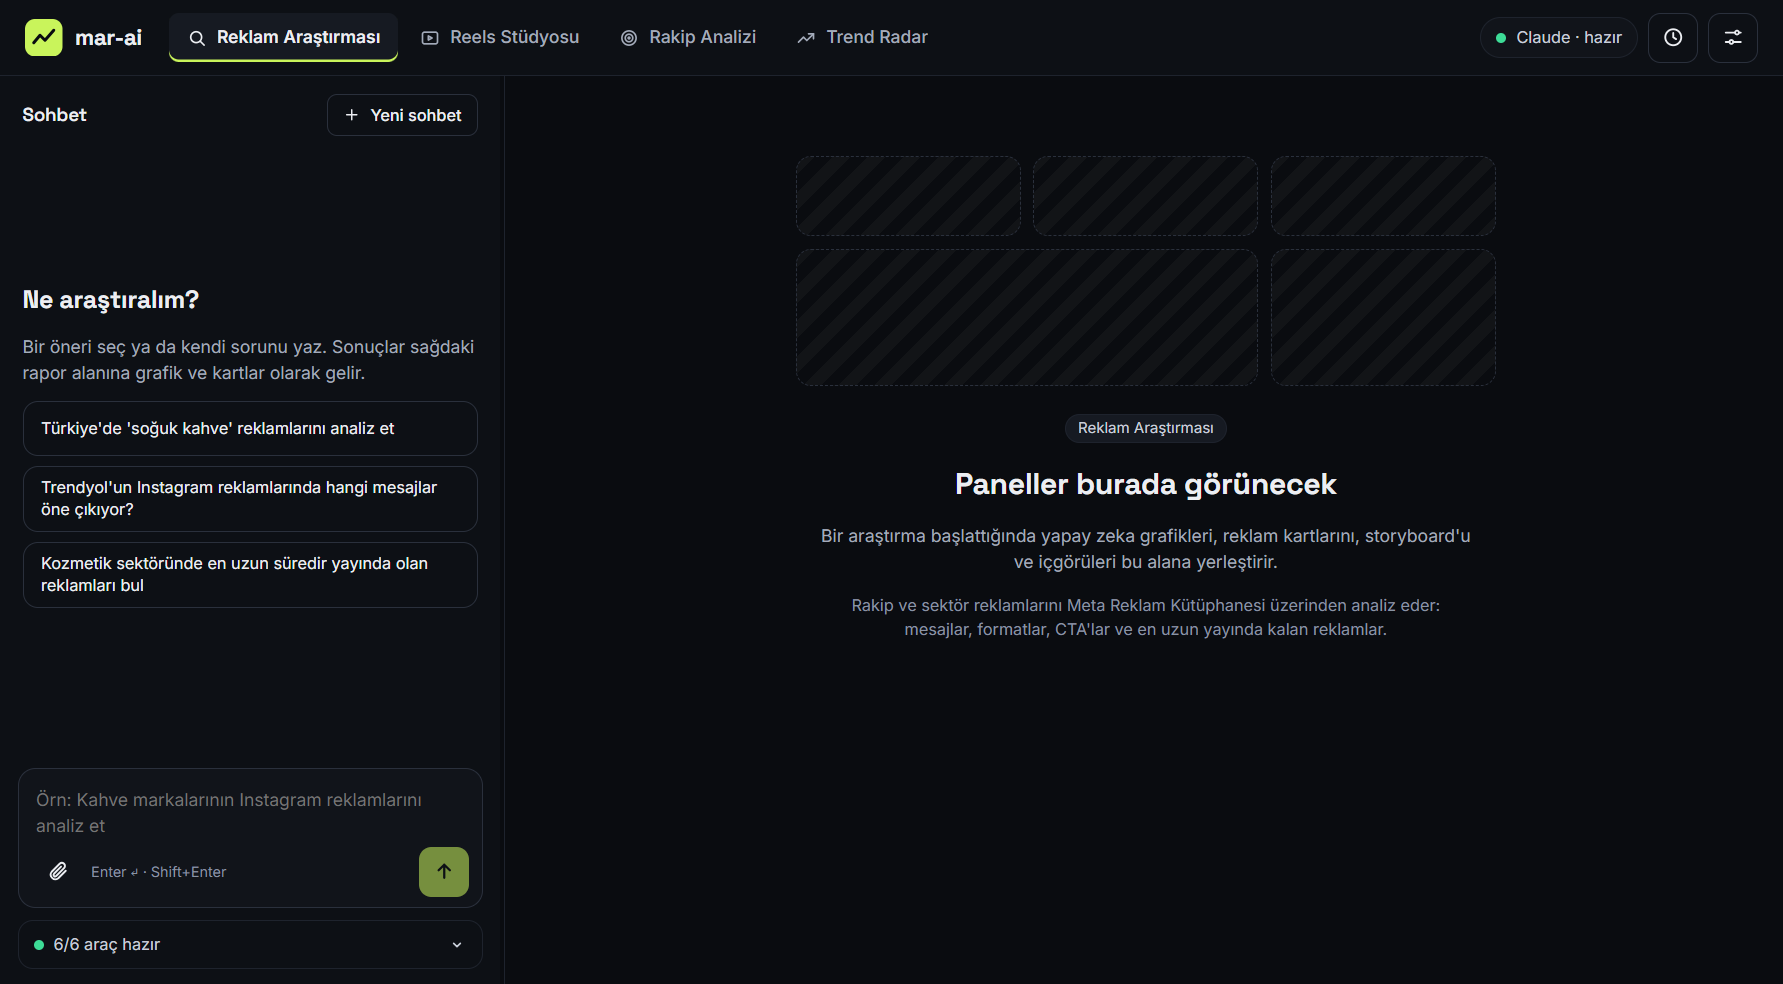 mar-ai
Reklam Araştırması
Reels Stüdyosu
Rakip Analizi
Trend Radar
Claude · hazır
Sohbet
+ Yeni sohbet
Ne araştıralım?
Bir öneri seç ya da kendi sorunu yaz. Sonuçlar sağdaki
rapor alanına grafik ve kartlar olarak gelir.
Türkiye'de 'soğuk kahve' reklamlarını analiz et
Trendyol'un Instagram reklamlarında hangi mesajlar
öne çıkıyor?
Kozmetik sektöründe en uzun süredir yayında olan
reklamları bul
Örn: Kahve markalarının Instagram reklamlarını
analiz et
Enter ↵ · Shift+Enter
6/6 araç hazır
Reklam Araştırması
Paneller burada görünecek
Bir araştırma başlattığında yapay zeka grafikleri, reklam kartlarını, storyboard'u
ve içgörüleri bu alana yerleştirir.
Rakip ve sektör reklamlarını Meta Reklam Kütüphanesi üzerinden analiz eder:
mesajlar, formatlar, CTA'lar ve en uzun yayında kalan reklamlar.